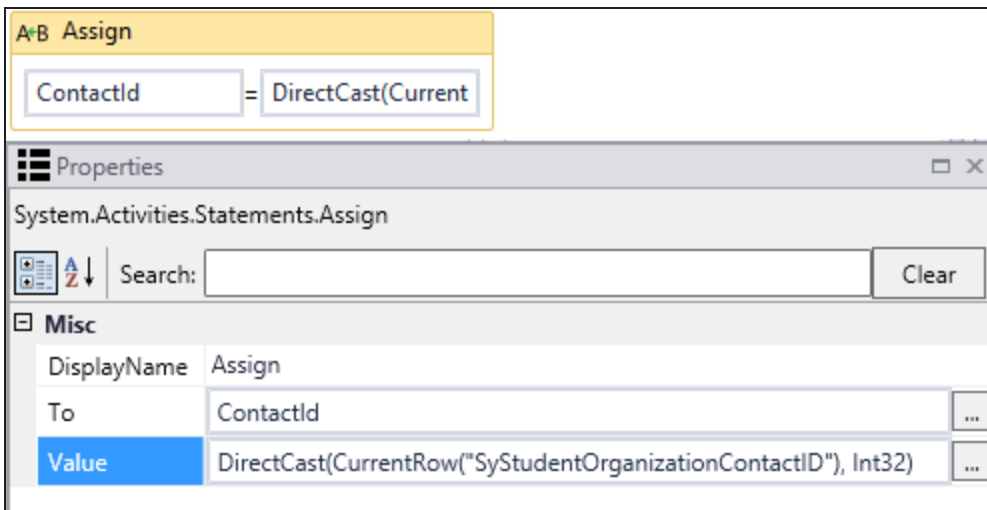 A←B Assign
ContactId = DirectCast(Current
Properties
System.Activities.Statements.Assign
A Z Search: Clear
Misc
DisplayName Assign
To ContactId ...
Value DirectCast(CurrentRow("SyStudentOrganizationContactID"), Int32) ...